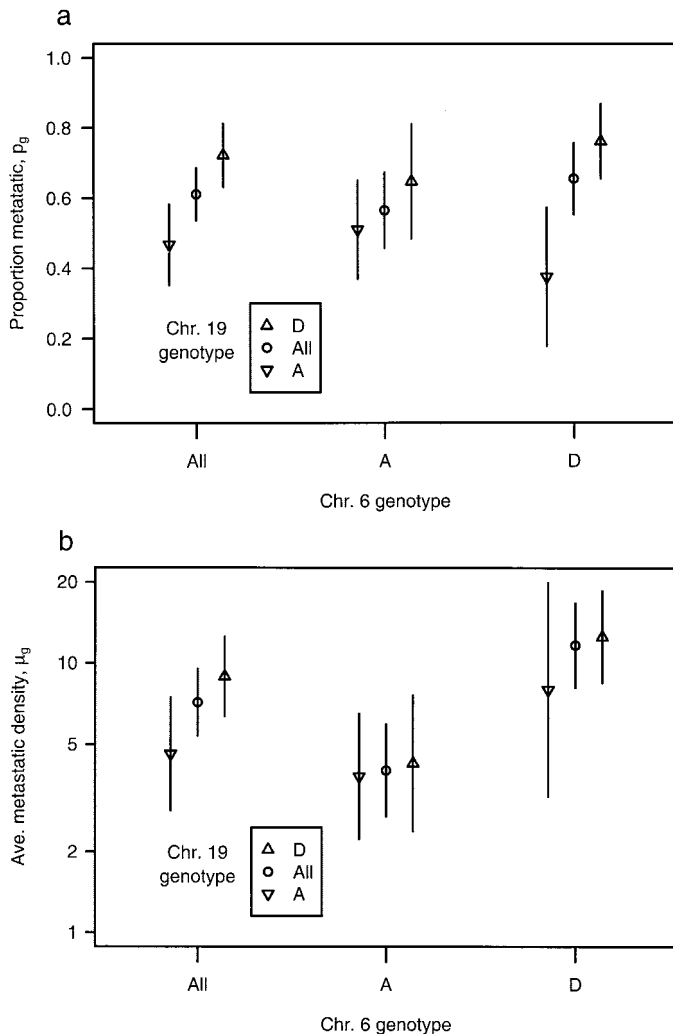 a
Proportion metatatic, pg
1.0
0.8
0.6
0.4
0.2
0.0
Chr. 19
genotype
D
All
A
All
A
D
Chr. 6 genotype
b
Ave. metastatic density, μg
20
10
5
2
1
Chr. 19
genotype
D
All
A
All
A
D
Chr. 6 genotype